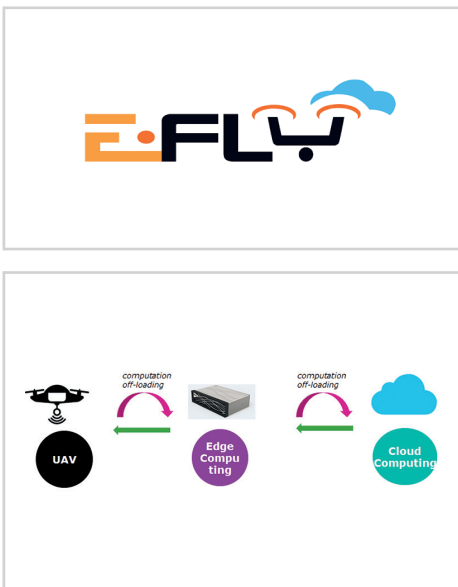 E-FLY
computation
off-loading
computation
off-loading
UAV
Edge
Compu
ting
Cloud
Computing